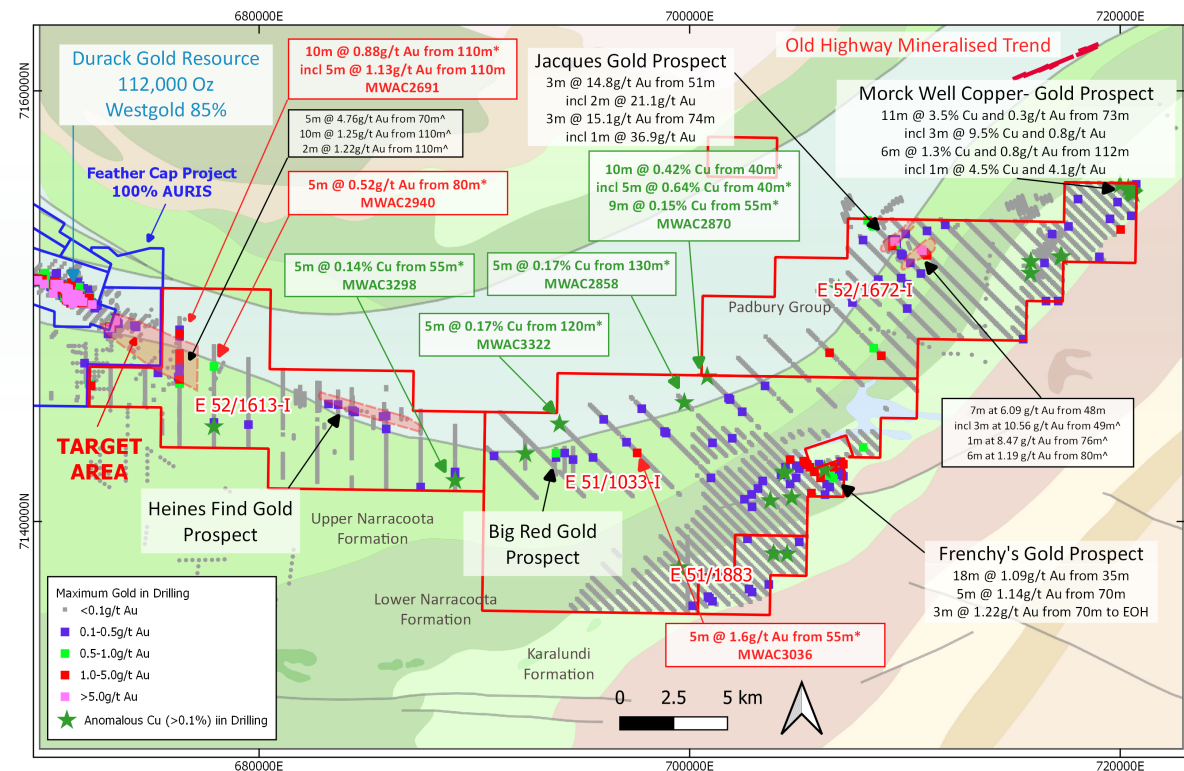 680000E
700000E
720000E
7160000N
7140000N
Durack Gold Resource
112,000 Oz
Westgold 85%
10m @ 0.88g/t Au from 110m*
incl 5m @ 1.13g/t Au from 110m
MWAC2691
5m @ 4.76g/t Au from 70m^
10m @ 1.25g/t Au from 110m^
2m @ 1.22g/t Au from 110m^
5m @ 0.52g/t Au from 80m*
MWAC2940
Feather Cap Project
100% AURIS
Jacques Gold Prospect
3m @ 14.8g/t Au from 51m
incl 2m @ 21.1g/t Au
3m @ 15.1g/t Au from 74m
incl 1m @ 36.9g/t Au
Old Highway Mineralised Trend
Morck Well Copper- Gold Prospect
11m @ 3.5% Cu and 0.3g/t Au from 73m
incl 3m @ 9.5% Cu and 0.8g/t Au
6m @ 1.3% Cu and 0.8g/t Au from 112m
incl 1m @ 4.5% Cu and 4.1g/t Au
10m @ 0.42% Cu from 40m*
incl 5m @ 0.64% Cu from 40m*
9m @ 0.15% Cu from 55m*
MWAC2870
5m @ 0.14% Cu from 55m*
MWAC3298
5m @ 0.17% Cu from 130m*
MWAC2858
5m @ 0.17% Cu from 120m*
MWAC3322
Padbury Group
E 52/1672-I
E 52/1613-I
TARGET
AREA
7m at 6.09 g/t Au from 48m
incl 3m at 10.56 g/t Au from 49m^
1m at 8.47 g/t Au from 76m^
6m at 1.19 g/t Au from 80m^
E 51/1033-I
Heines Find Gold
Prospect
Upper Narracoota
Formation
Big Red Gold
Prospect
Frenchy's Gold Prospect
18m @ 1.09g/t Au from 35m
5m @ 1.14g/t Au from 70m
3m @ 1.22g/t Au from 70m to EOH
E 51/1883
Lower Narracoota
Formation
5m @ 1.6g/t Au from 55m*
MWAC3036
Karalundi
Formation
Maximum Gold in Drilling
<0.1g/t Au
0.1-0.5g/t Au
0.5-1.0g/t Au
1.0-5.0g/t Au
>5.0g/t Au
Anomalous Cu (>0.1%) iin Drilling
0 2.5 5 km
680000E
700000E
720000E